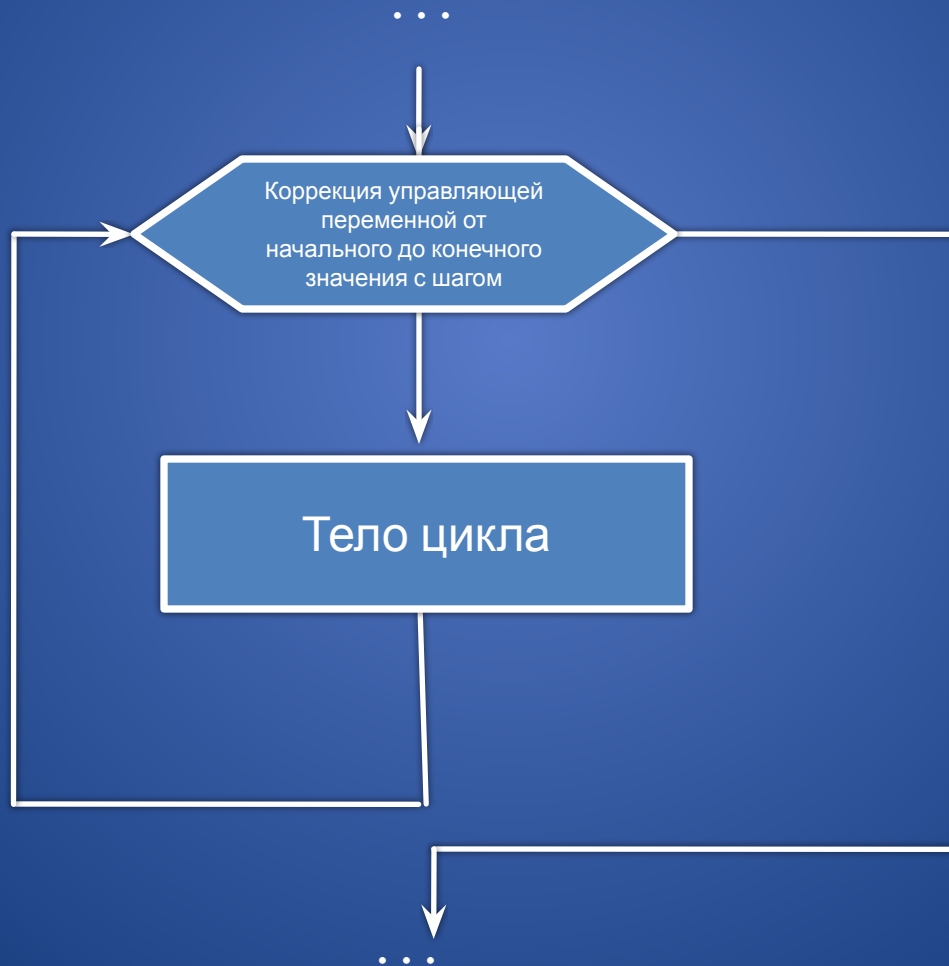 . . .
Коррекция управляющей
переменной от
начального до конечного
значения с шагом
Тело цикла
. . .